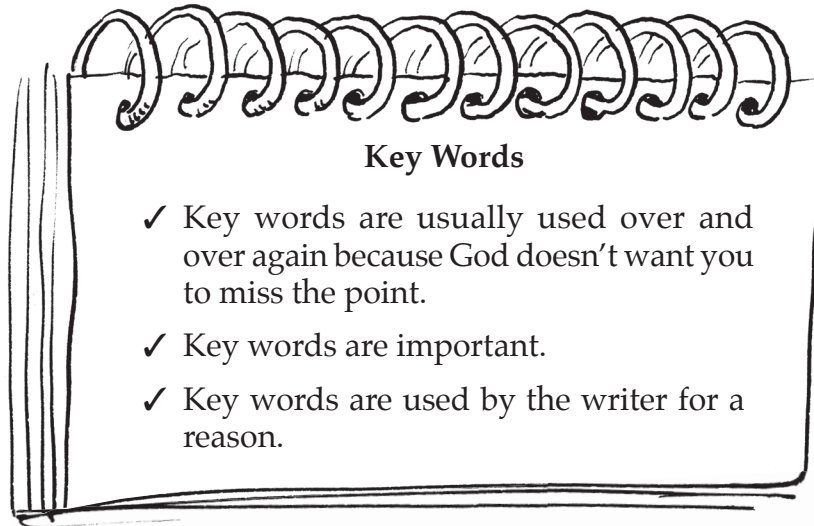 Key Words
✓ Key words are usually used over and
over again because God doesn't want you
to miss the point.
✓ Key words are important.
✓ Key words are used by the writer for a
reason.